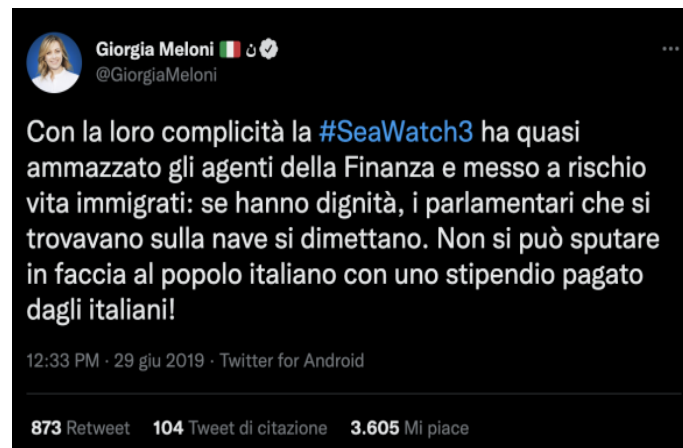 Giorgia Meloni 🇮🇹 ن
@GiorgiaMeloni
Con la loro complicità la #SeaWatch3 ha quasi
ammazzato gli agenti della Finanza e messo a rischio
vita immigrati: se hanno dignità, i parlamentari che si
trovavano sulla nave si dimettano. Non si può sputare
in faccia al popolo italiano con uno stipendio pagato
dagli italiani!
12:33 PM · 29 giu 2019 · Twitter for Android
873 Retweet 104 Tweet di citazione 3.605 Mi piace